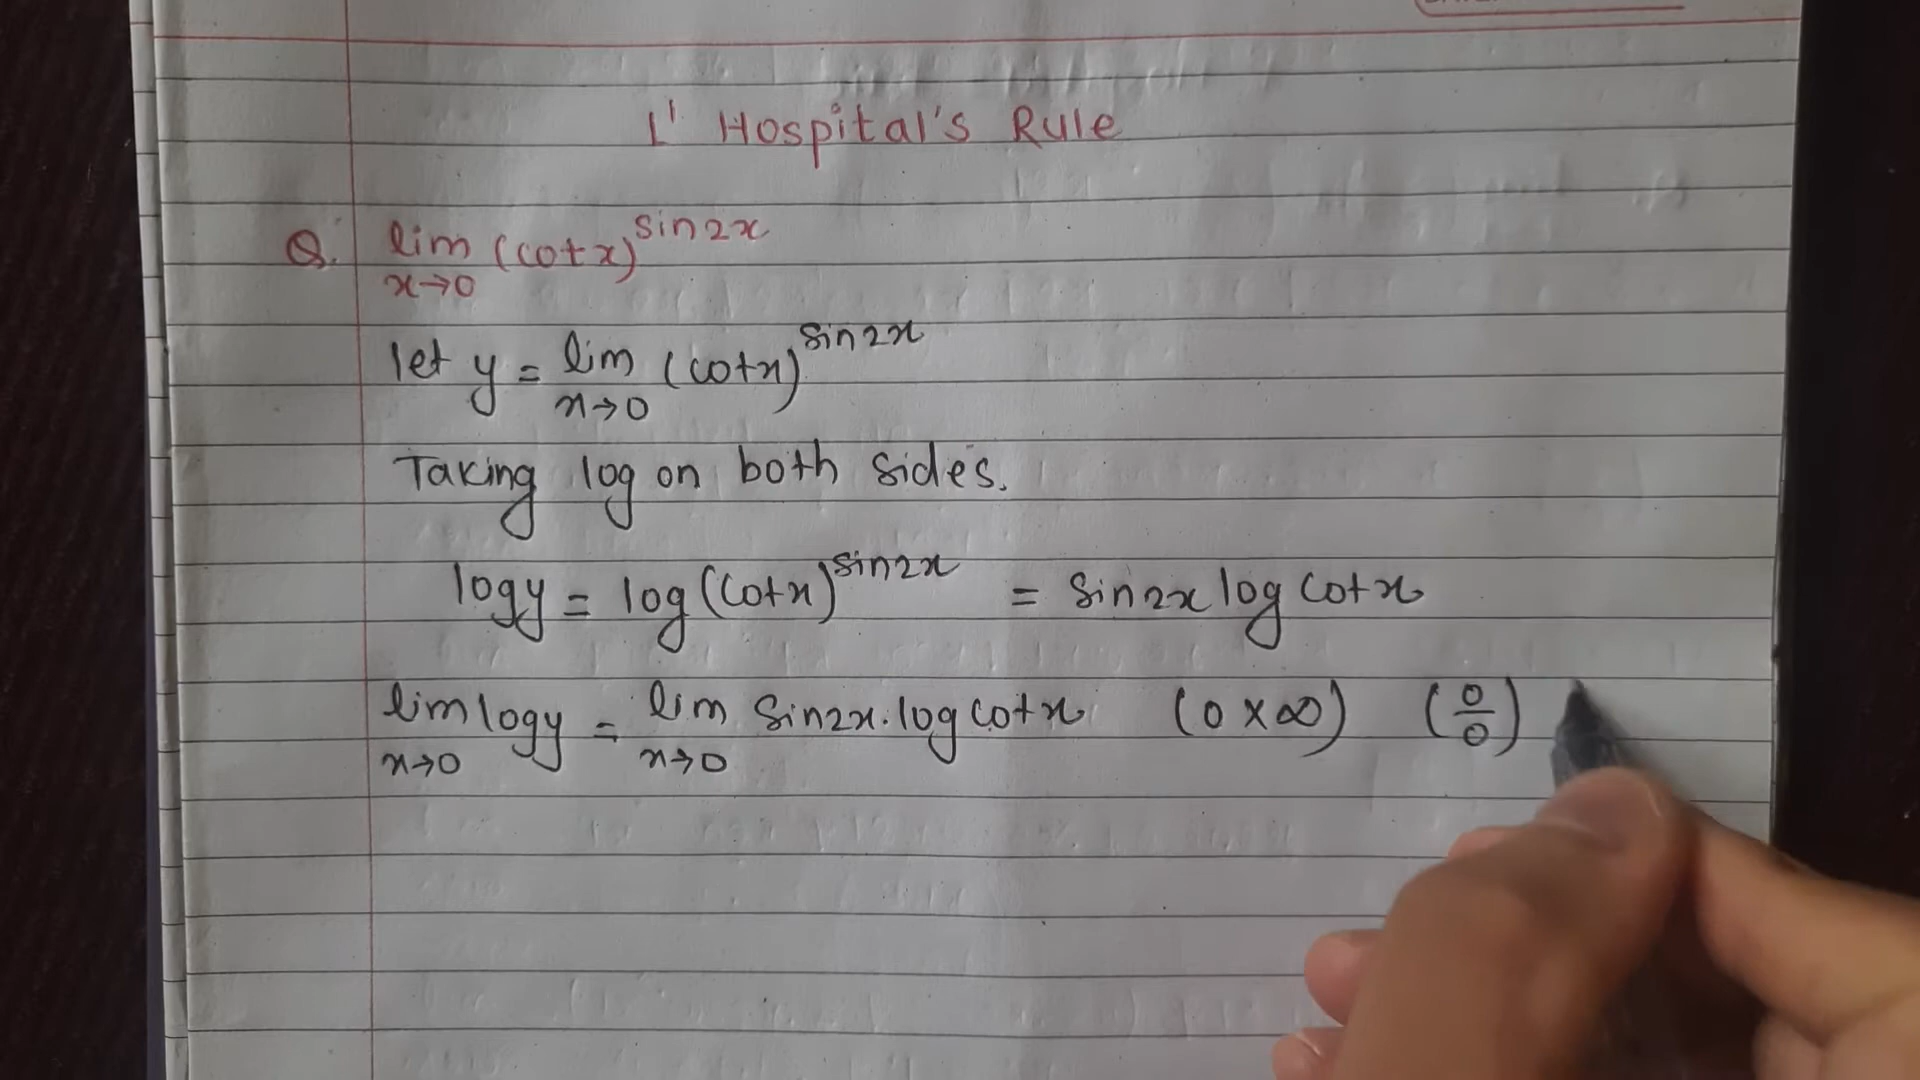 L' Hospital's Rule
Q. lim (cotx)^sin2x
x→0
let y = lim (cotx)^sin2x
x→0
Taking log on both sides.
logy = log(cotx)^sin2x = sin2x log cotx
lim logy = lim sin2x.log cotx (0 x ∞) (0/0)
x→0 x→0